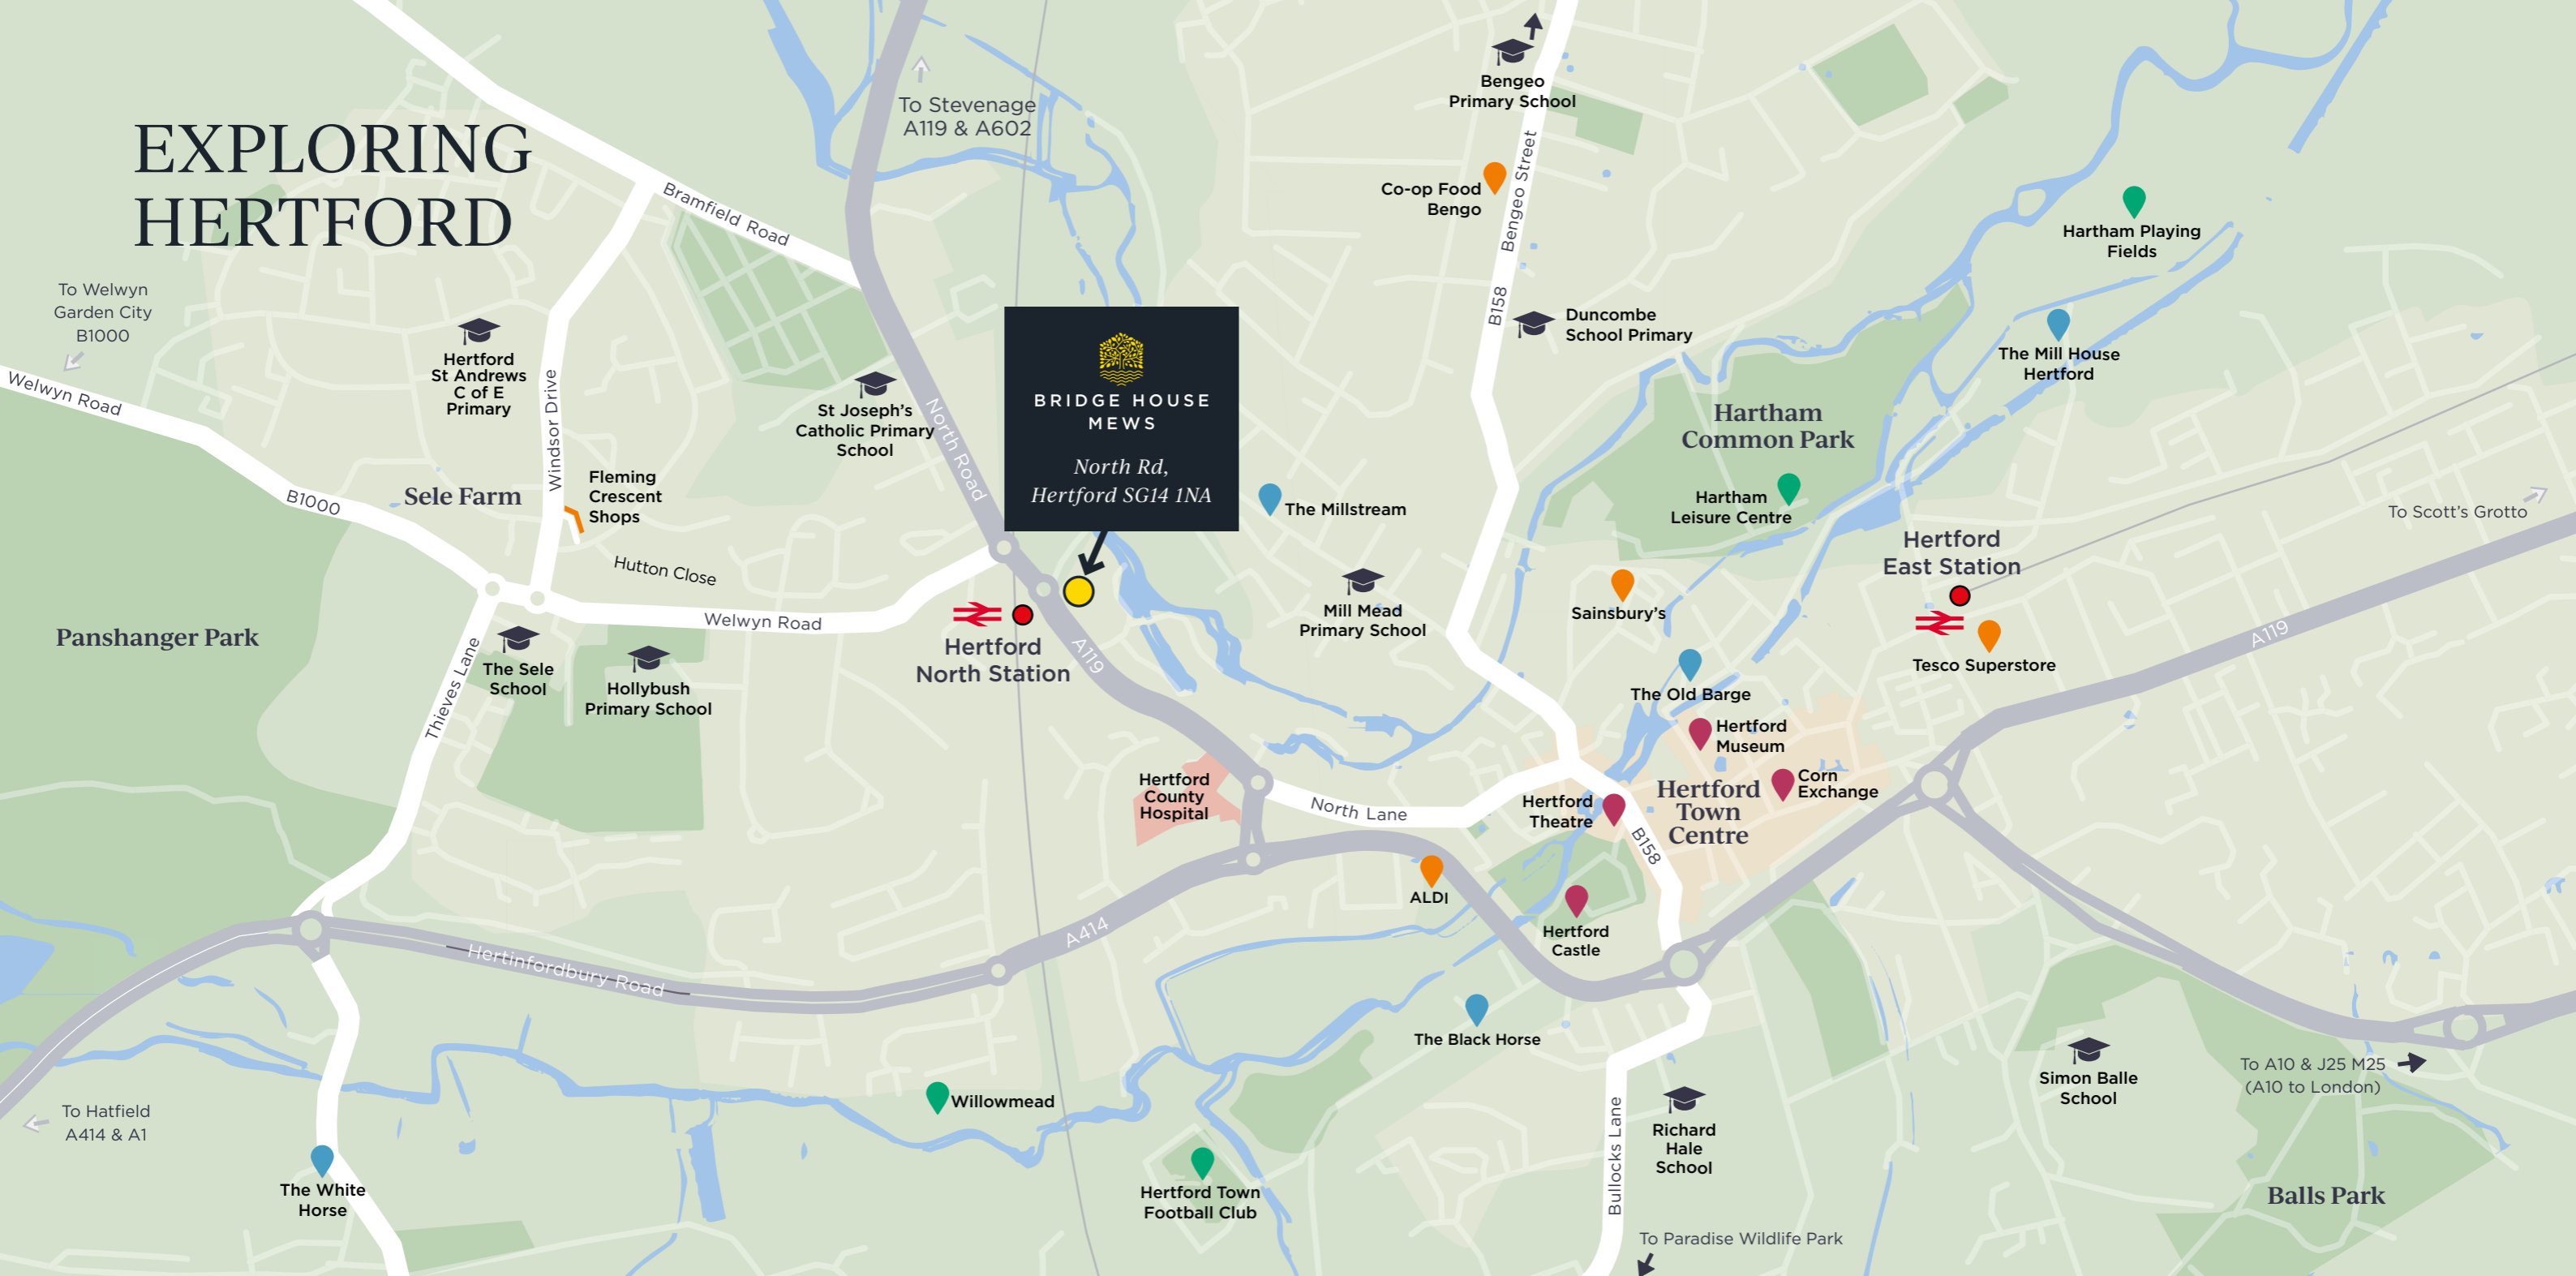 EXPLORING
HERTFORD
To Stevenage
A119 & A602
Bengeo
Primary School
Bramfield Road
Bengeo Street
Co-op Food
Bengo
Hartham Playing
Fields
To Welwyn
Garden City
B1000
Welwyn Road
Hertford
St Andrews
C of E
Primary
Windsor Drive
St Joseph's
Catholic Primary
School
North Road
BRIDGE HOUSE
MEWS
North Rd,
Hertford SG14 1NA
B158
Duncombe
School Primary
The Mill House
Hertford
Hartham
Common Park
B1000
Sele Farm
Fleming
Crescent
Shops
The Millstream
Hartham
Leisure Centre
To Scott's Grotto
Hutton Close
Hertford
East Station
Panshanger Park
Welwyn Road
Hertford
North Station
A119
Mill Mead
Primary School
Sainsbury's
Tesco Superstore
A119
Thieves Lane
The Sele
School
Hollybush
Primary School
The Old Barge
Hertford
Museum
Hertford
County
Hospital
North Lane
Hertford
Theatre
Hertford
Town
Centre
Corn
Exchange
B158
ALDI
Hertford
Castle
Hertinfordbury Road
A414
The Black Horse
To Hatfield
A414 & A1
Willowmead
Simon Balle
School
To A10 & J25 M25
(A10 to London)
Bullocks Lane
Richard
Hale
School
The White
Horse
Hertford Town
Football Club
Balls Park
To Paradise Wildlife Park